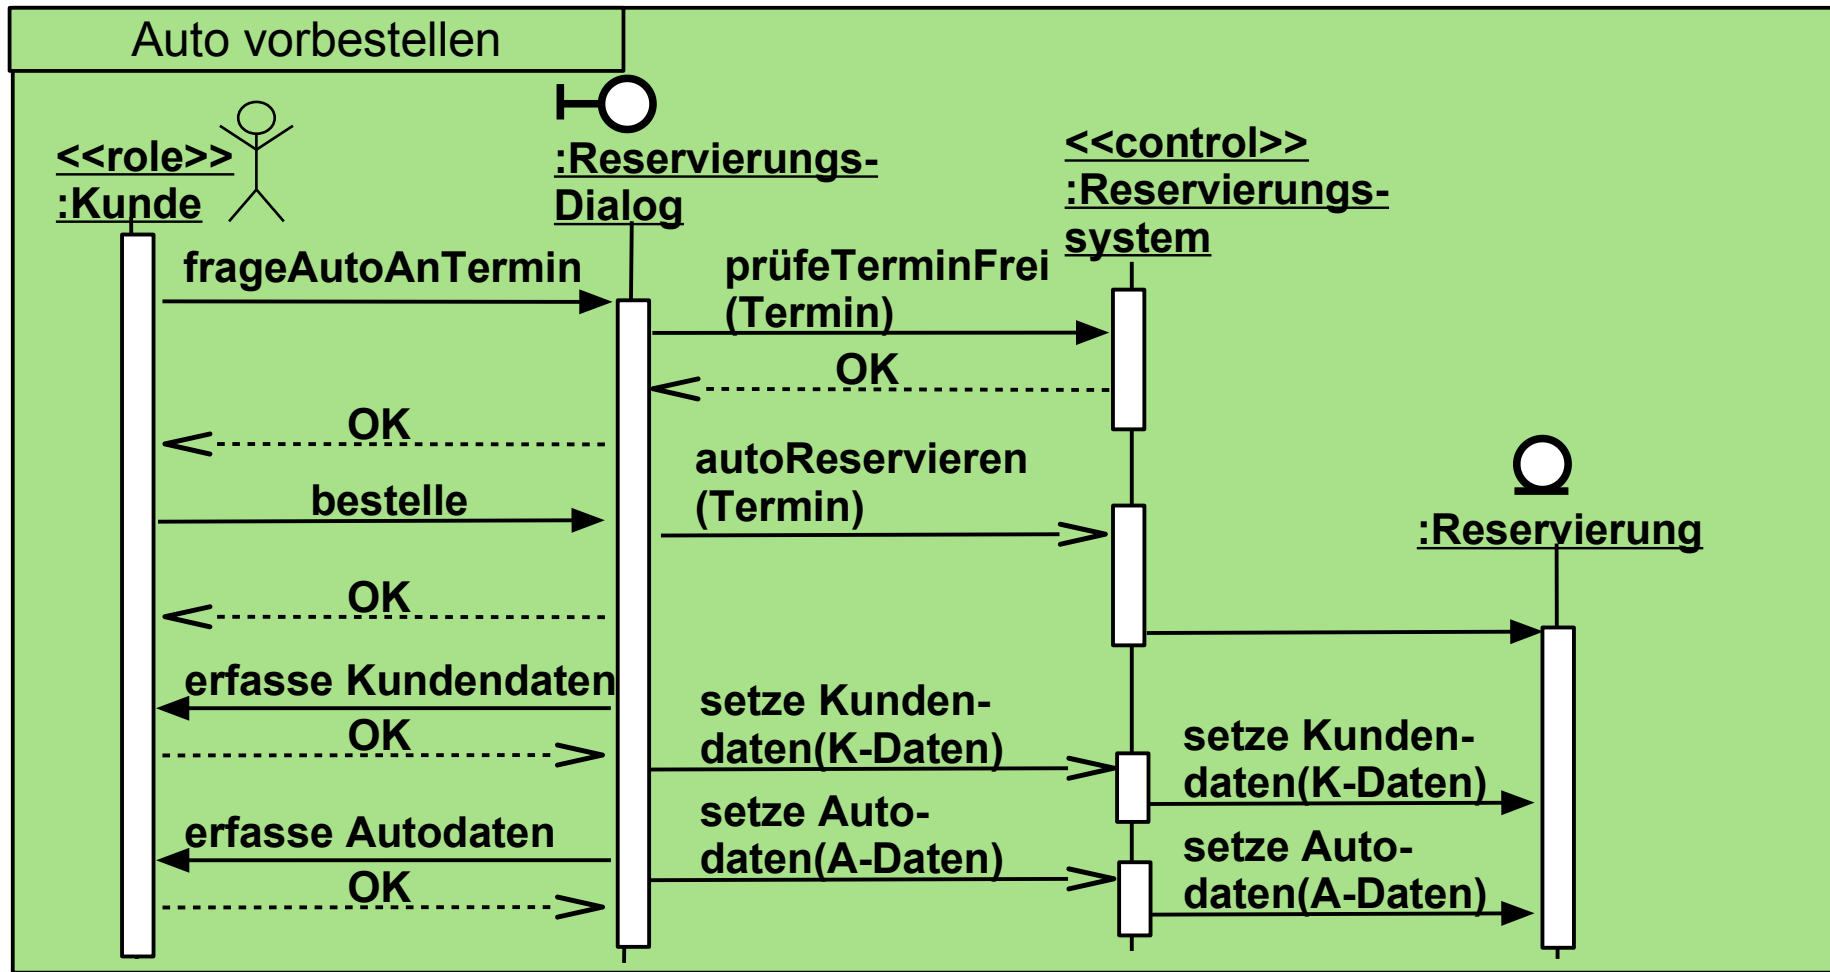 Auto vorbestellen
<<role>>
:Kunde
:Reservierungs-
Dialog
<<control>>
:Reservierungs-
system
frageAutoAnTermin
prüfeTerminFrei
(Termin)
OK
OK
autoReservieren
(Termin)
bestelle
:Reservierung
OK
erfasse Kundendaten
OK
setze Kunden-
daten(K-Daten)
setze Kunden-
daten(K-Daten)
erfasse Autodaten
OK
setze Auto-
daten(A-Daten)
setze Auto-
daten(A-Daten)